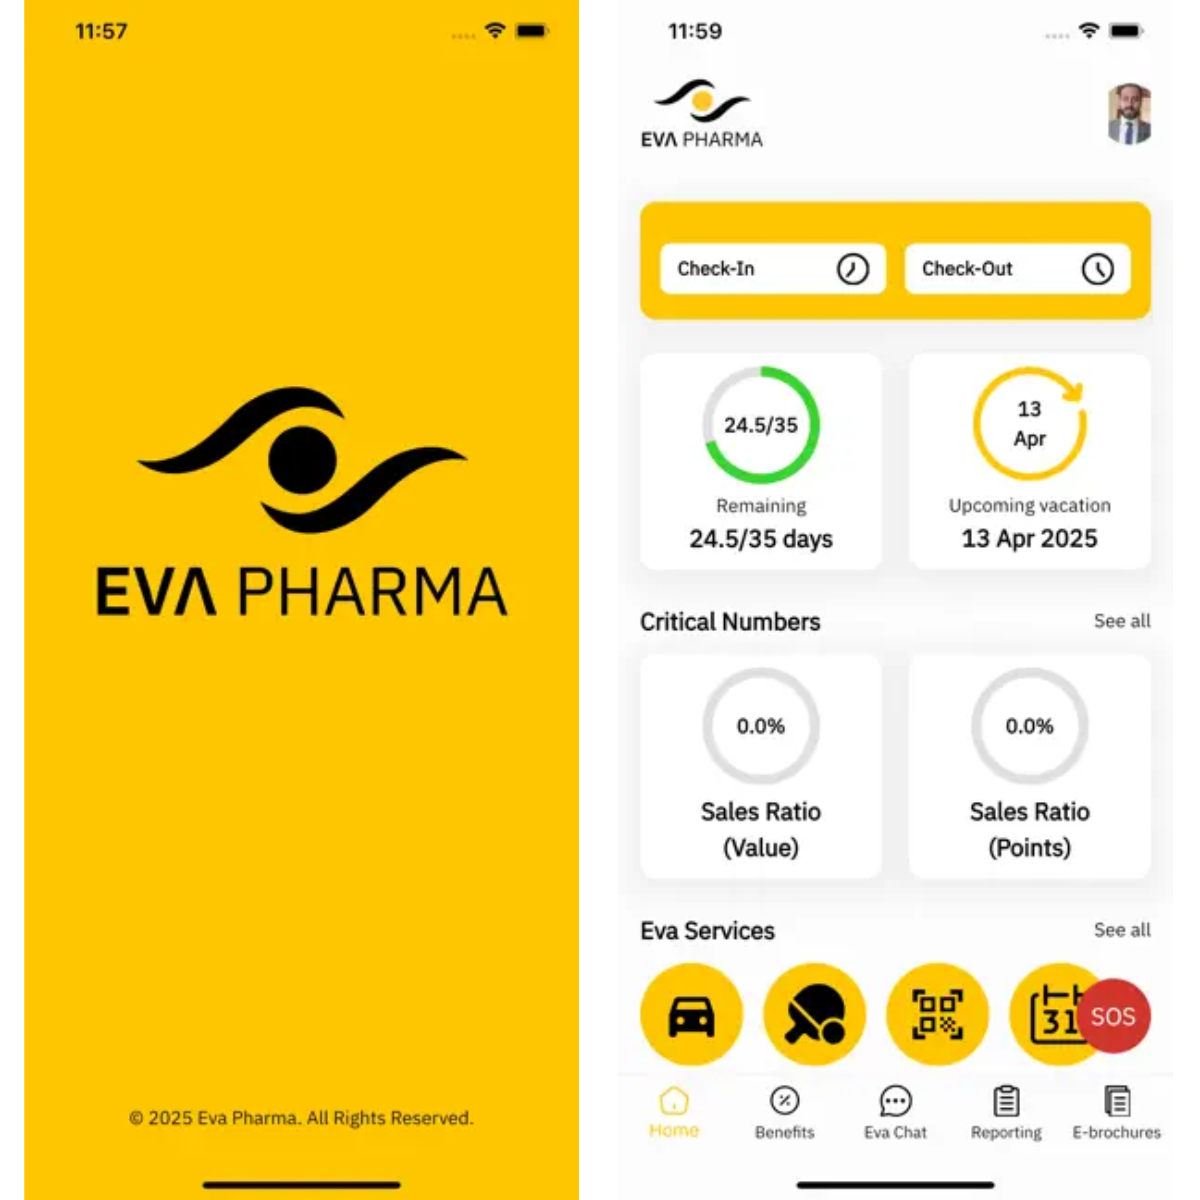 11:57
EVA PHARMA
© 2025 Eva Pharma. All Rights Reserved.
11:59
EVA PHARMA
Check-In
Check-Out
24.5/35
Remaining
24.5/35 days
13
Apr
Upcoming vacation
13 Apr 2025
Critical Numbers
See all
0.0%
Sales Ratio
(Value)
0.0%
Sales Ratio
(Points)
Eva Services
See all
31
SOS
Home
Benefits
Eva Chat
Reporting
E-brochures